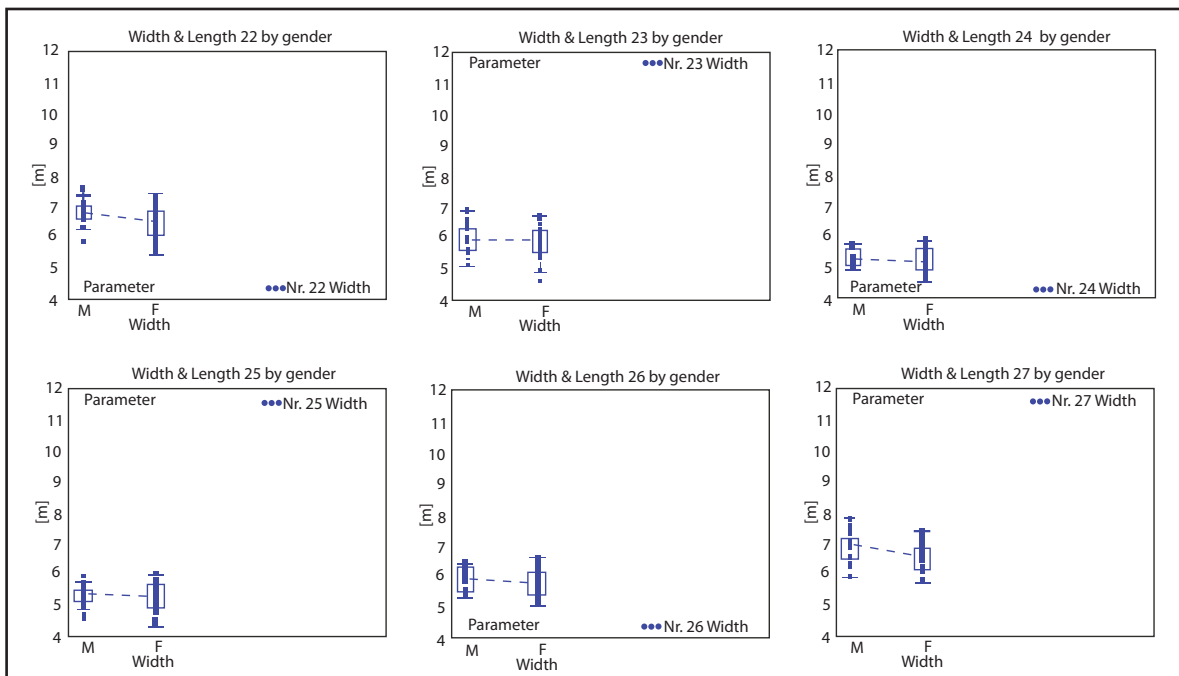 Width & Length 22 by gender
12
11
10
9
8
7
6
5
4
[m]
Parameter
•••Nr. 22 Width
M
F
Width
Width & Length 23 by gender
12
11
10
9
8
7
6
5
4
[m]
Parameter
•••Nr. 23 Width
M
F
Width
Width & Length 24 by gender
12
11
10
9
8
7
6
5
4
[m]
Parameter
•••Nr. 24 Width
M
F
Width
Width & Length 25 by gender
12
11
10
9
8
7
6
5
4
[m]
Parameter
•••Nr. 25 Width
M
F
Width
Width & Length 26 by gender
12
11
10
9
8
7
6
5
4
[m]
Parameter
•••Nr. 26 Width
M
F
Width
Width & Length 27 by gender
12
11
10
9
8
7
6
5
4
[m]
Parameter
•••Nr. 27 Width
M
F
Width